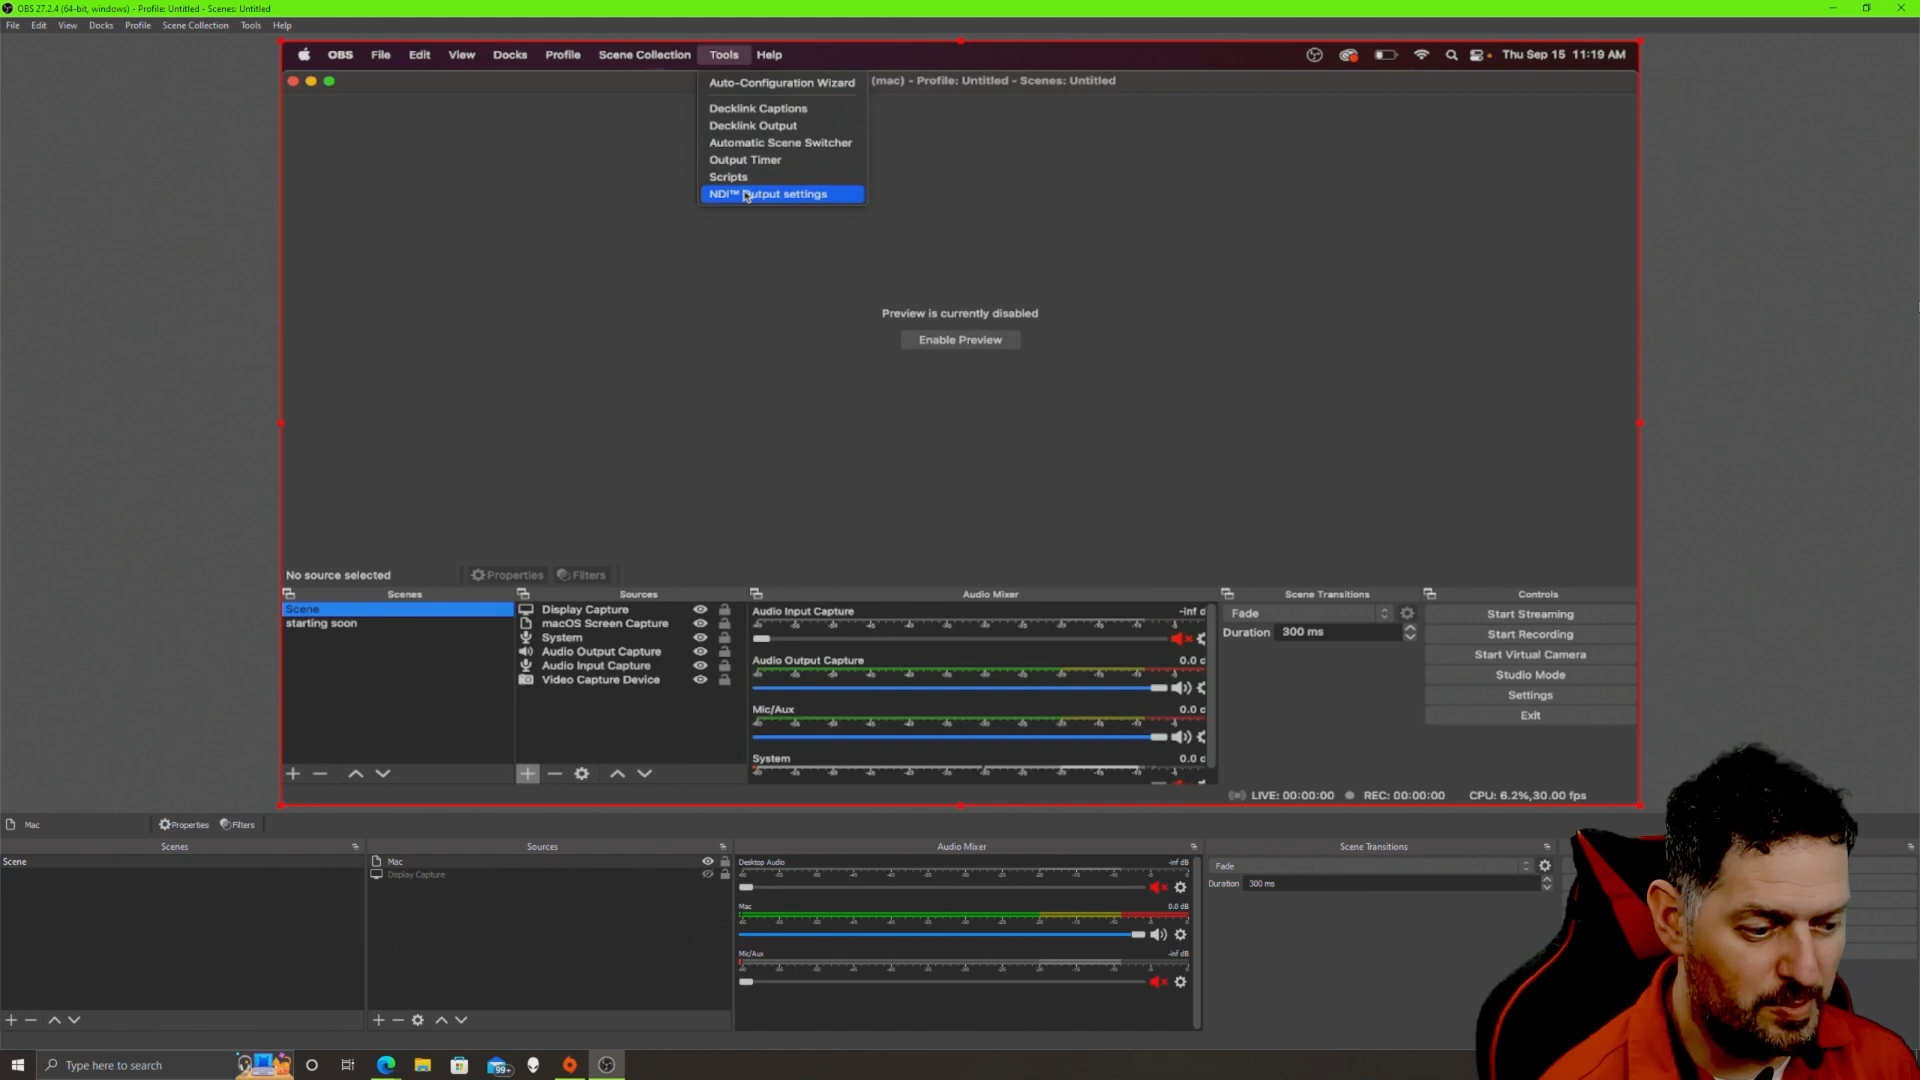 OBS 27.2.4 (64-bit, windows) - Profile: Untitled - Scenes: Untitled
File Edit View Docks Profile Scene Collection Tools Help
OBS File Edit View Docks Profile Scene Collection Tools Help Thu Sep 15 11:19 AM
Auto-Configuration Wizard (mac) - Profile: Untitled - Scenes: Untitled
Decklink Captions
Decklink Output
Automatic Scene Switcher
Output Timer
Scripts
NDI™ Output settings
Preview is currently disabled
Enable Preview
No source selected Properties Filters
Scenes Sources Audio Mixer Scene Transitions Controls
Scene
starting soon
Display Capture
macOS Screen Capture
System
Audio Output Capture
Audio Input Capture
Video Capture Device
Audio Input Capture -inf d
Audio Output Capture 0.0 d
Mic/Aux 0.0 d
System 0.0 d
Fade
Duration 300 ms
Start Streaming
Start Recording
Start Virtual Camera
Studio Mode
Settings
Exit
LIVE: 00:00:00 REC: 00:00:00 CPU: 6.2%,30.00 fps
Mac Properties Filters
Scenes Sources Audio Mixer Scene Transitions
Scene
Mac
Display Capture
Desktop Audio -inf dB
Mac 0.0 dB
Mic/Aux -inf dB
Fade
Duration 300 ms
Type here to search 99+